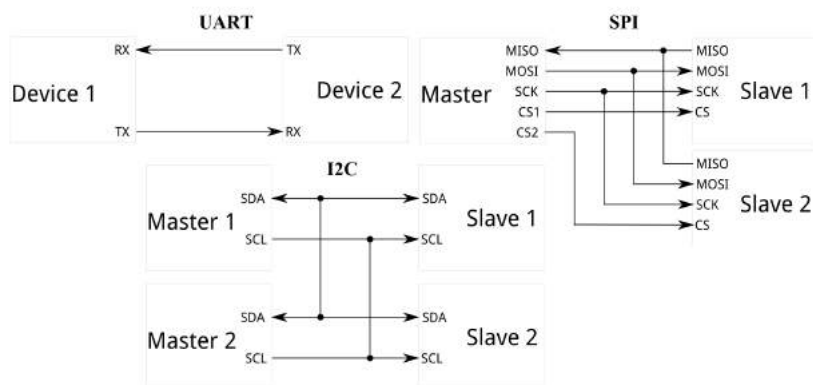 UART
RX
TX
Device 1
Device 2
TX
RX
SPI
MISO
MISO
MOSI
MOSI
Master
SCK
SCK
Slave 1
CS1
CS
CS2
MISO
MOSI
SCK
Slave 2
CS
I2C
SDA
SDA
Master 1
Slave 1
SCL
SCL
SDA
SDA
Master 2
Slave 2
SCL
SCL